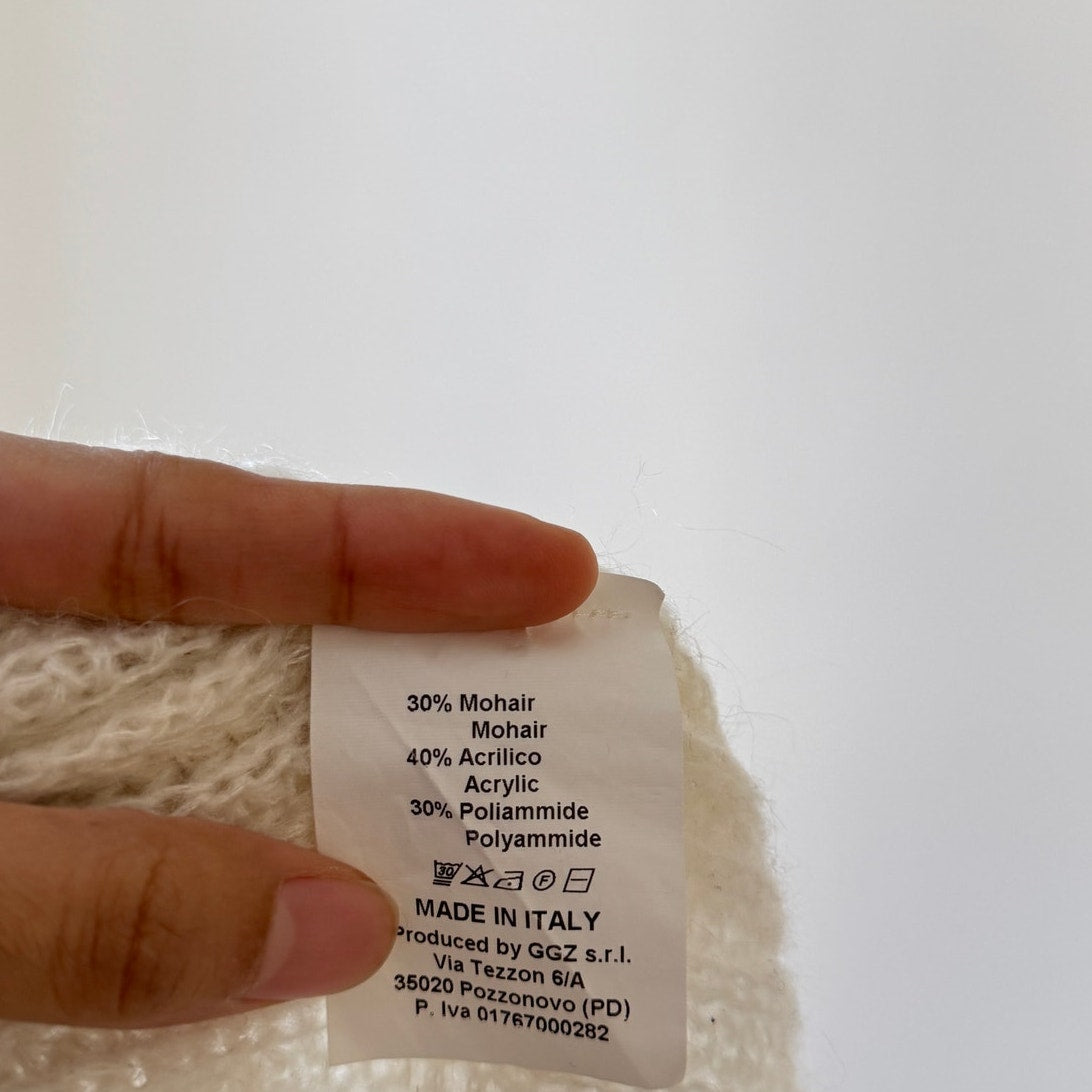 30% Mohair
Mohair
40% Acrilico
Acrylic
30% Poliammide
Polyammide
30 F
MADE IN ITALY
Produced by GGZ s.r.l.
Via Tezzon 6/A
35020 Pozzonovo (PD)
P. Iva 01767000282